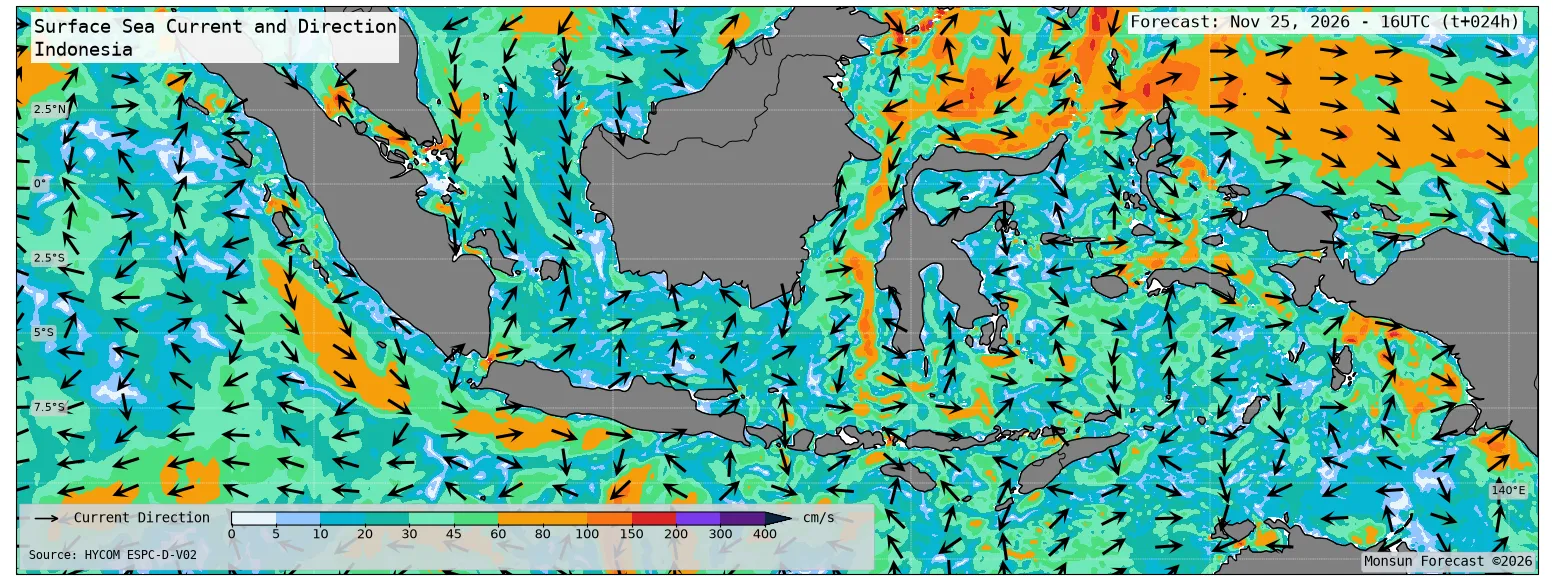 Surface Sea Current and Direction
Indonesia
Forecast: Nov 25, 2026 - 16UTC (t+024h)
2.5°N
0°
2.5°S
5°S
7.5°S
140°E
Current Direction
0 5 10 20 30 45 60 80 100 150 200 300 400 cm/s
Source: HYCOM ESPC-D-V02
Monsun Forecast ©2026